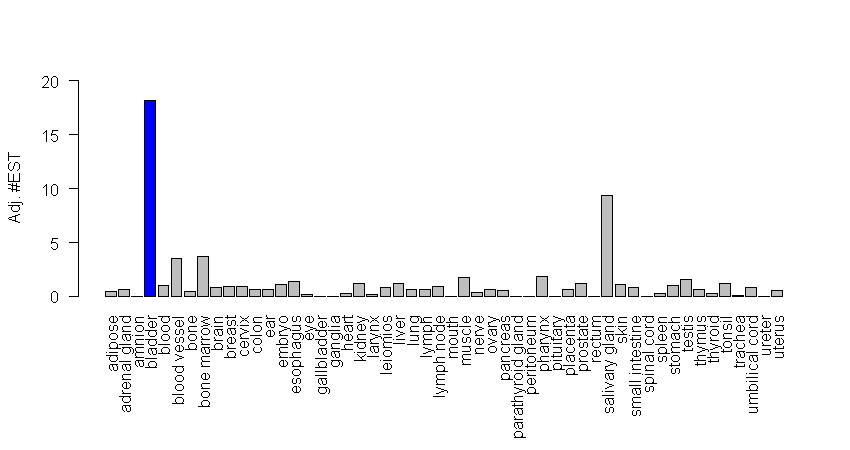 Adj. #EST
20
15
10
5
0
adipose
adrenal gland
amnion
bladder
blood
blood vessel
bone
bone marrow
brain
breast
cervix
colon
ear
embryo
esophagus
eye
gallbladder
ganglia
heart
kidney
larynx
leiomios
liver
lung
lymph
lymph node
mouth
muscle
nerve
ovary
pancreas
parathyroid gland
peritoneum
pharynx
pituitary
placenta
prostate
rectum
salivary gland
skin
small intestine
spinal cord
spleen
stomach
testis
thymus
thyroid
tonsil
trachea
umbilical cord
ureter
uterus